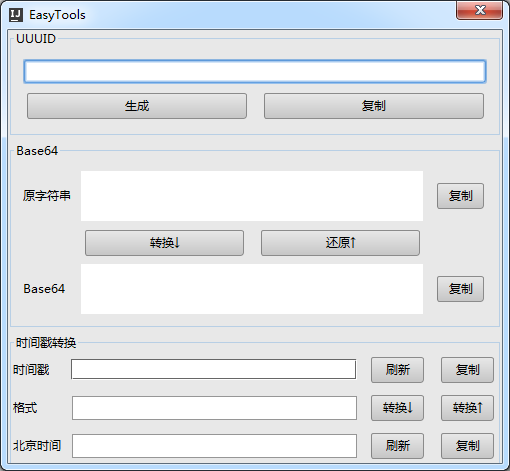 EasyTools
UUUID
生成 复制
Base64
原字符串 复制
转换↓ 还原↑
Base64 复制
时间戳转换
时间戳 刷新 复制
格式 转换↓ 转换↑
北京时间 刷新 复制